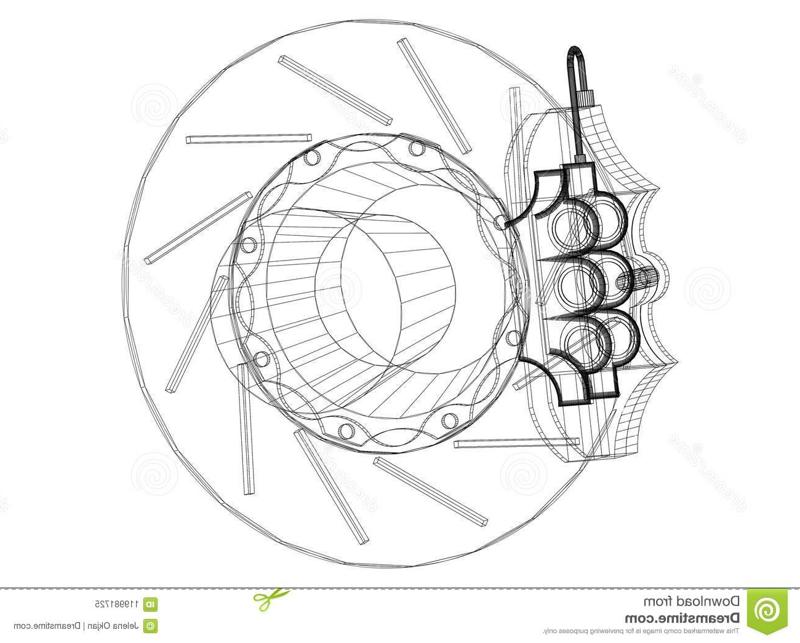 Download from
Dreamstime.com
This watermarked comp image is for previewing purposes only.
ID 119981725
Jelena Okjan | Dreamstime.com